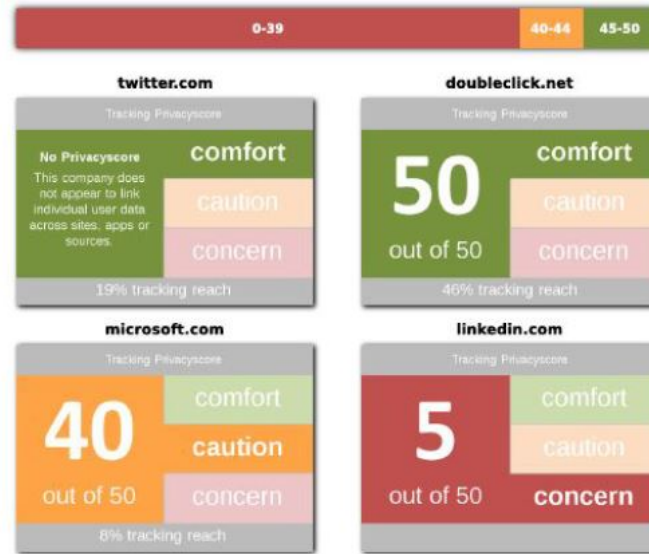 0-39 40-44 45-50
twitter.com
Tracking Privacyscore
No Privacyscore
This company does
not appear to link
individual user data
across sites, apps or
sources.
comfort
caution
concern
19% tracking reach
doubleclick.net
Tracking Privacyscore
50
out of 50
comfort
caution
concern
46% tracking reach
microsoft.com
Tracking Privacyscore
40
out of 50
comfort
caution
concern
8% tracking reach
linkedin.com
Tracking Privacyscore
5
out of 50
comfort
caution
concern